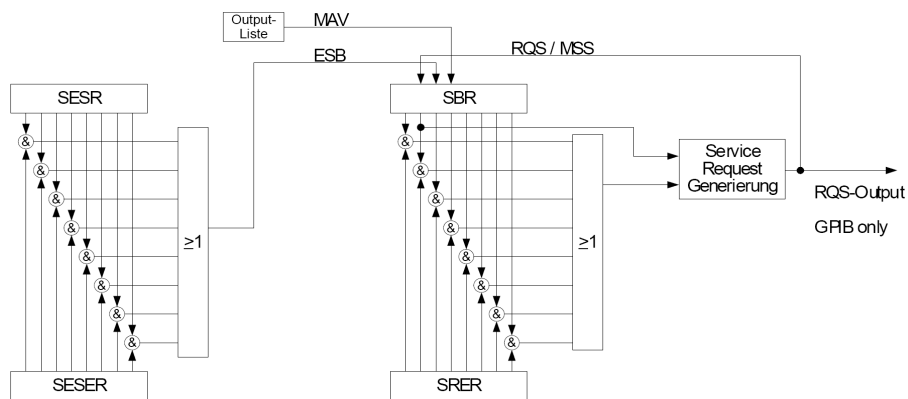 Output-
Liste
MAV
RQS / MSS
ESB
SESR
SBR
&
&
&
&
&
&
&
&
≥1
&
&
&
&
&
&
&
&
≥1
Service
Request
Generierung
RQS-Output
GPIB only
SESER
SRER